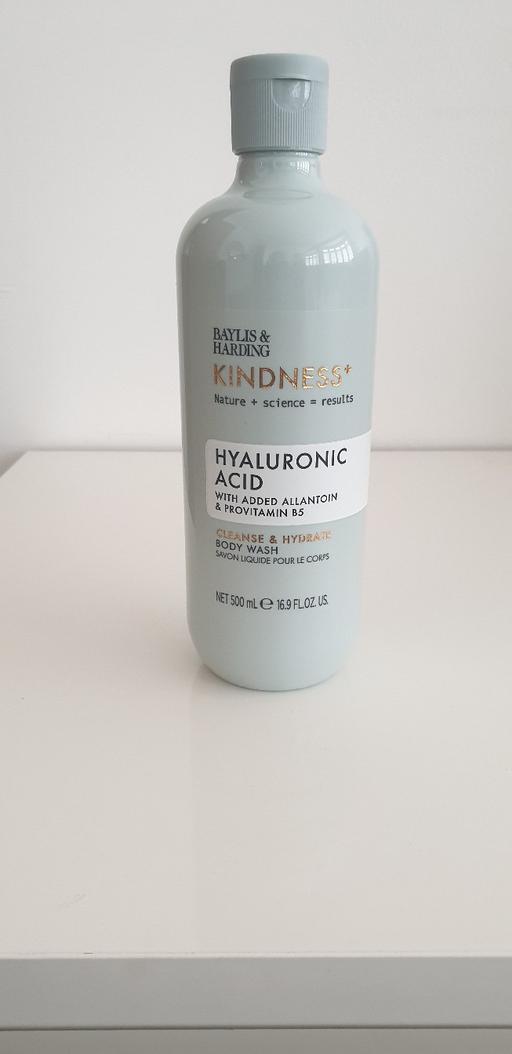 BAYLIS &
HARDING
KINDNESS+
Nature + science = results
HYALURONIC
ACID
WITH ADDED ALLANTOIN
& PROVITAMIN B5
CLEANSE & HYDRATE
BODY WASH
SAVON LIQUIDE POUR LE CORPS
NET 500 mL ℮ 16.9 FL.OZ. US.